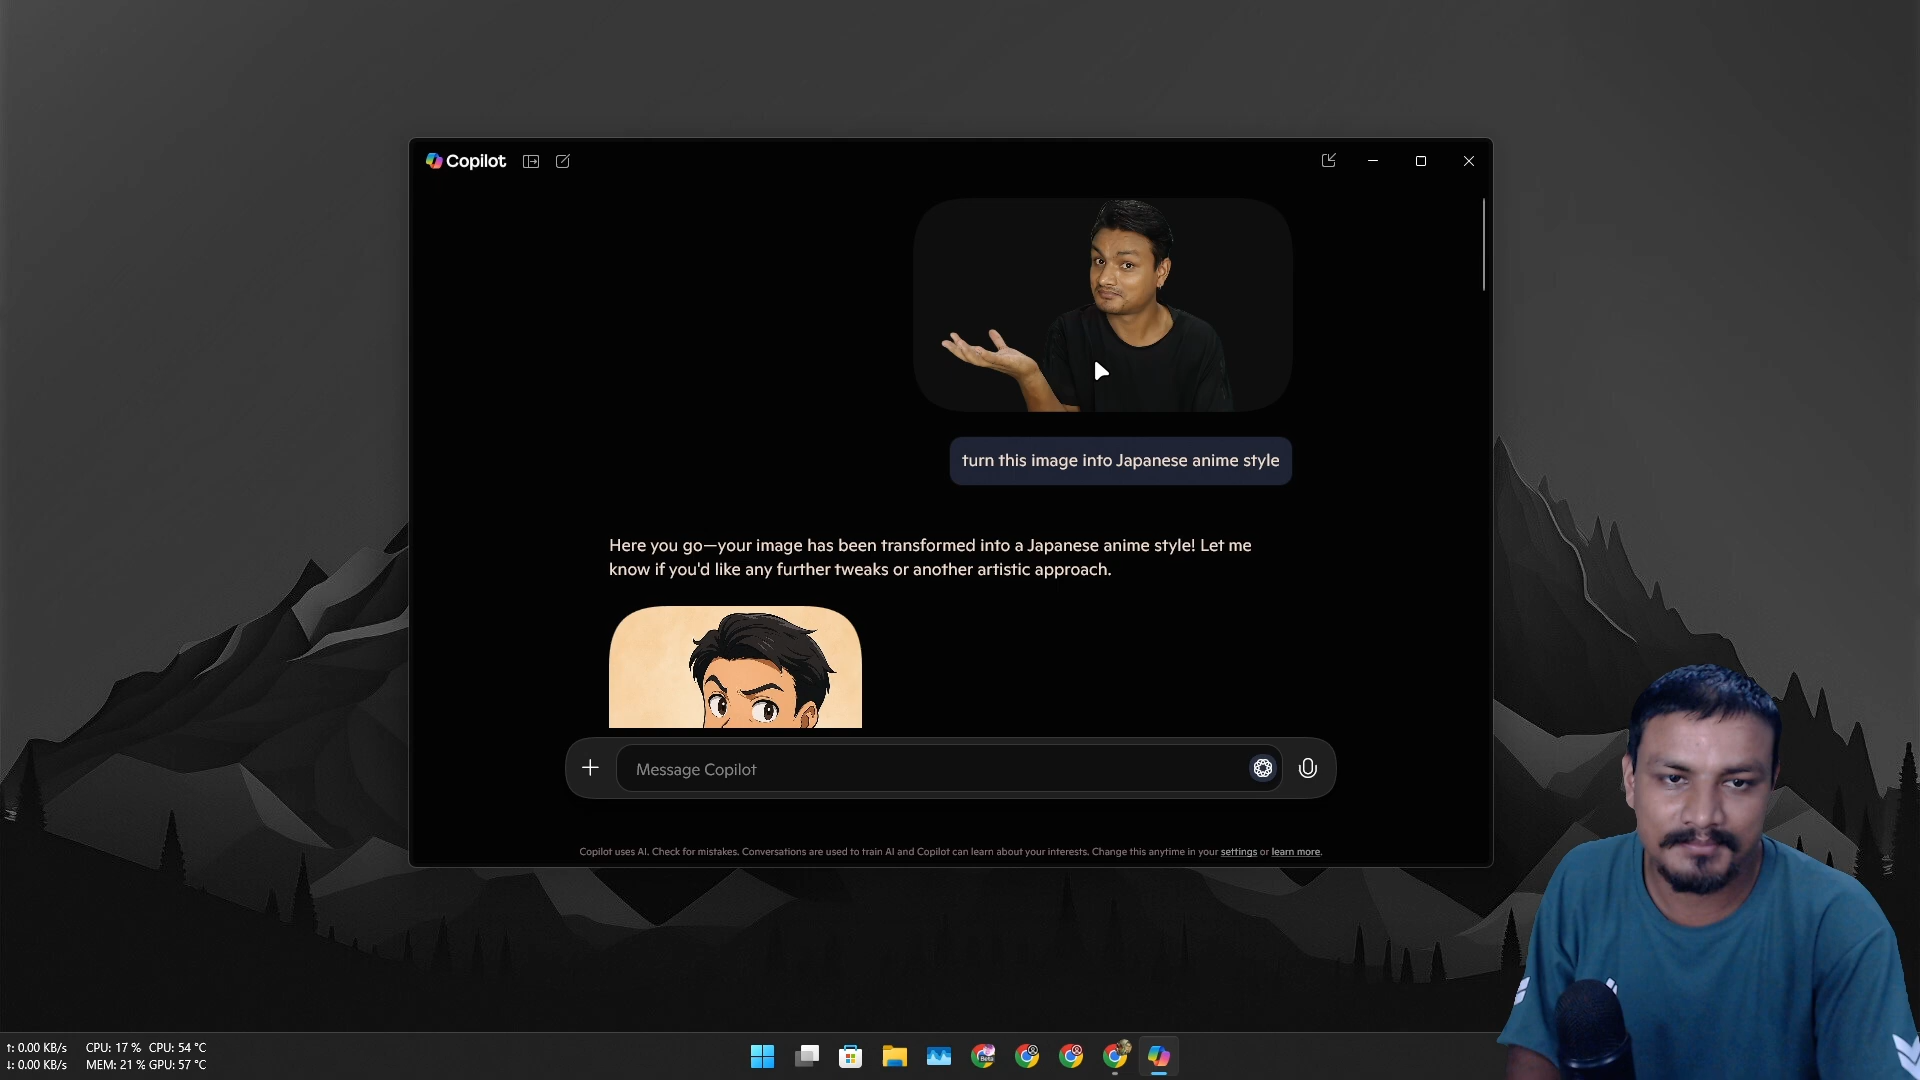 Copilot
turn this image into Japanese anime style
Here you go—your image has been transformed into a Japanese anime style! Let me
know if you'd like any further tweaks or another artistic approach.
Message Copilot
Copilot uses AI. Check for mistakes. Conversations are used to train AI and Copilot can learn about your interests. Change this anytime in your settings or learn more.
↑: 0.00 KB/s CPU: 17 % CPU: 54 °C
↓: 0.00 KB/s MEM: 21 % GPU: 57 °C
Beta